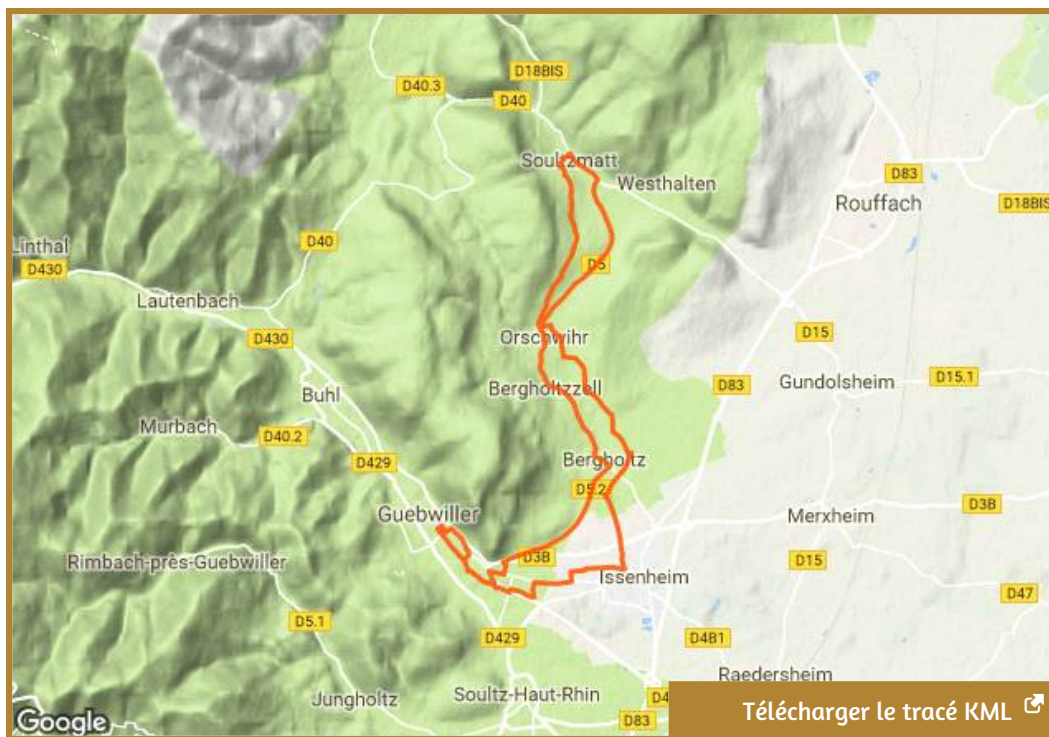 D40.3
D18BIS
D40
Soultzmatt
Westhalten
D83
Rouffach
D18BIS
D40
Linthal
D430
D5
Lautenbach
D430
Orschwihr
D15
Buhl
Bergholtzzell
D83
Gundolsheim
D15.1
Murbach
D40.2
D429
Bergholtz
D5.2
Guebwiller
Merxheim
D3B
Rimbach-près-Guebwiller
D3B
Issenheim
D15
D47
D5.1
D429
D4B1
Raedersheim
Jungholtz
Soultz-Haut-Rhin
D4
D83
Google
Télécharger le tracé KML